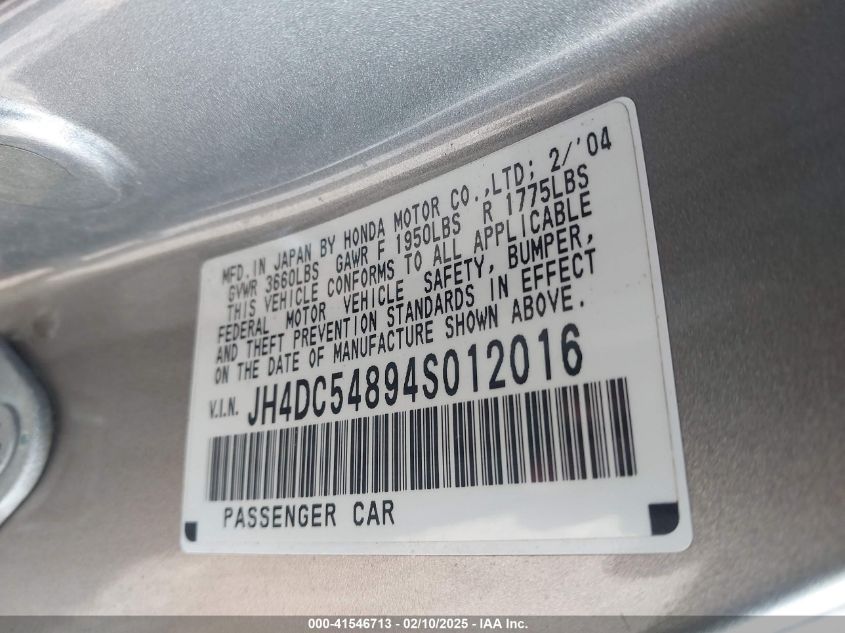 MFD. IN JAPAN BY HONDA MOTOR CO.,LTD; 2/'04
GVWR 3660LBS GAWR F 1950LBS R 1775LBS
THIS VEHICLE CONFORMS TO ALL APPLICABLE
FEDERAL MOTOR VEHICLE SAFETY, BUMPER,
AND THEFT PREVENTION STANDARDS IN EFFECT
ON THE DATE OF MANUFACTURE SHOWN ABOVE.
V.I.N. JH4DC54894S012016
PASSENGER CAR
000-41546713 - 02/10/2025 - IAA Inc.